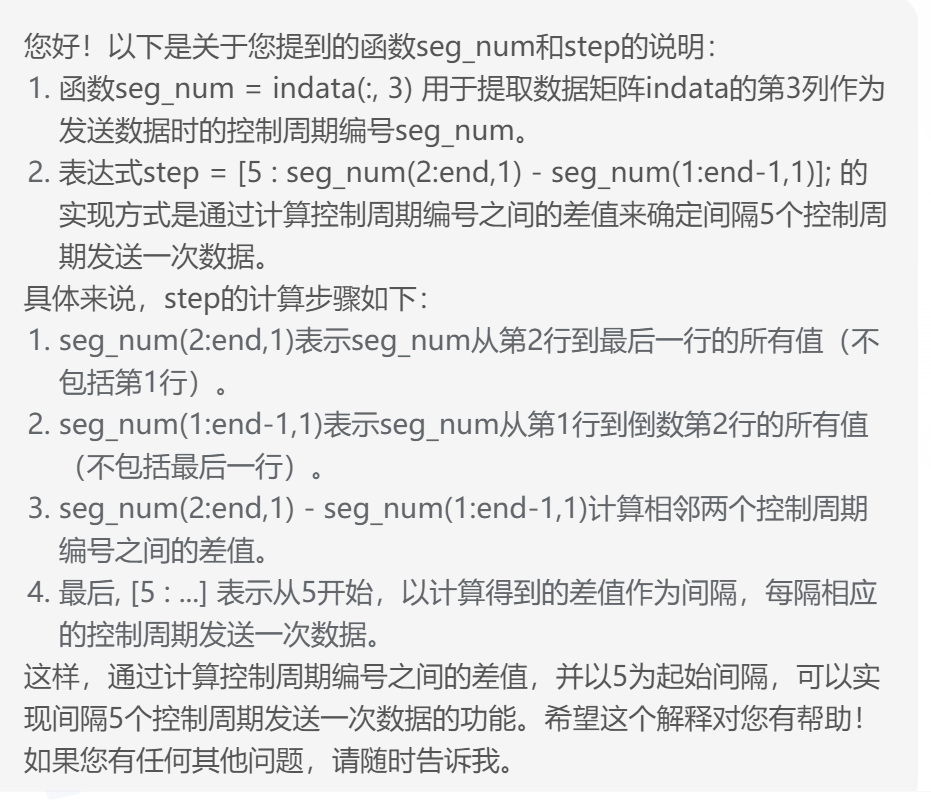 您好！以下是关于您提到的函数seg_num和step的说明：
1. 函数seg_num = indata(:, 3) 用于提取数据矩阵indata的第3列作为
发送数据时的控制周期编号seg_num。
2. 表达式step = [5 : seg_num(2:end,1) - seg_num(1:end-1,1)]; 的
实现方式是通过计算控制周期编号之间的差值来确定间隔5个控制周
期发送一次数据。
具体来说，step的计算步骤如下：
1. seg_num(2:end,1)表示seg_num从第2行到最后一行的所有值（不
包括第1行）。
2. seg_num(1:end-1,1)表示seg_num从第1行到倒数第2行的所有值
（不包括最后一行）。
3. seg_num(2:end,1) - seg_num(1:end-1,1)计算相邻两个控制周期
编号之间的差值。
4. 最后, [5 : ...] 表示从5开始，以计算得到的差值作为间隔，每隔相应
的控制周期发送一次数据。
这样，通过计算控制周期编号之间的差值，并以5为起始间隔，可以实
现间隔5个控制周期发送一次数据的功能。希望这个解释对您有帮助！
如果您有任何其他问题，请随时告诉我。